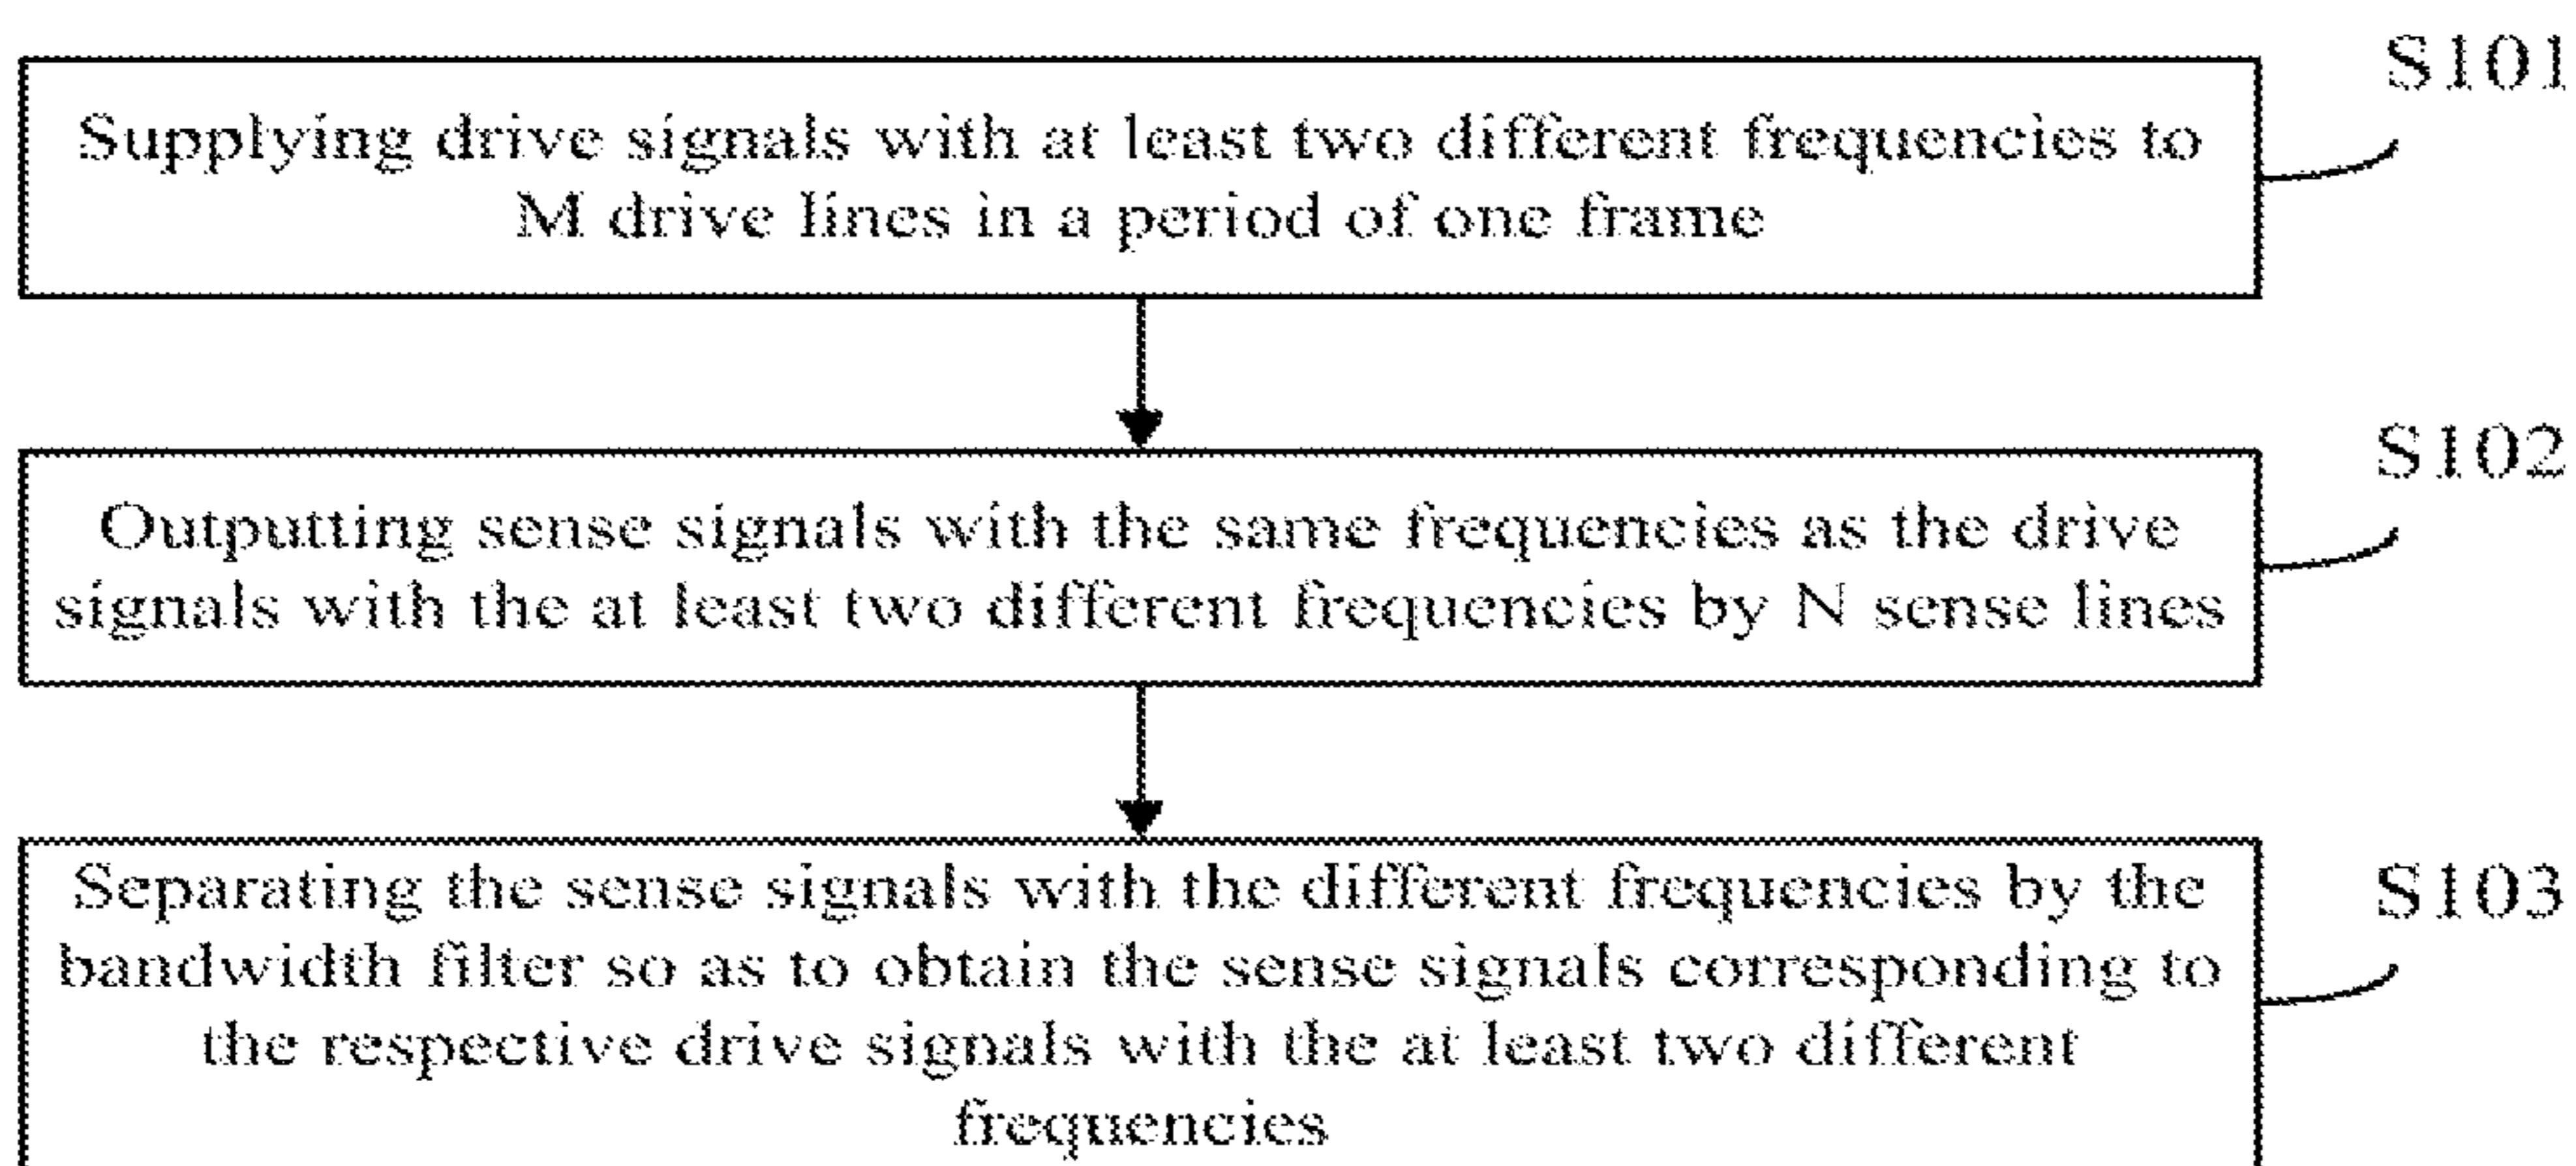 S101
Supplying drive signals with at least two different frequencies to
M drive lines in a period of one frame
S102
Outputting sense signals with the same frequencies as the drive
signals with the at least two different frequencies by N sense lines
S103
Separating the sense signals with the different frequencies by the
bandwidth filter so as to obtain the sense signals corresponding to
the respective drive signals with the at least two different
frequencies